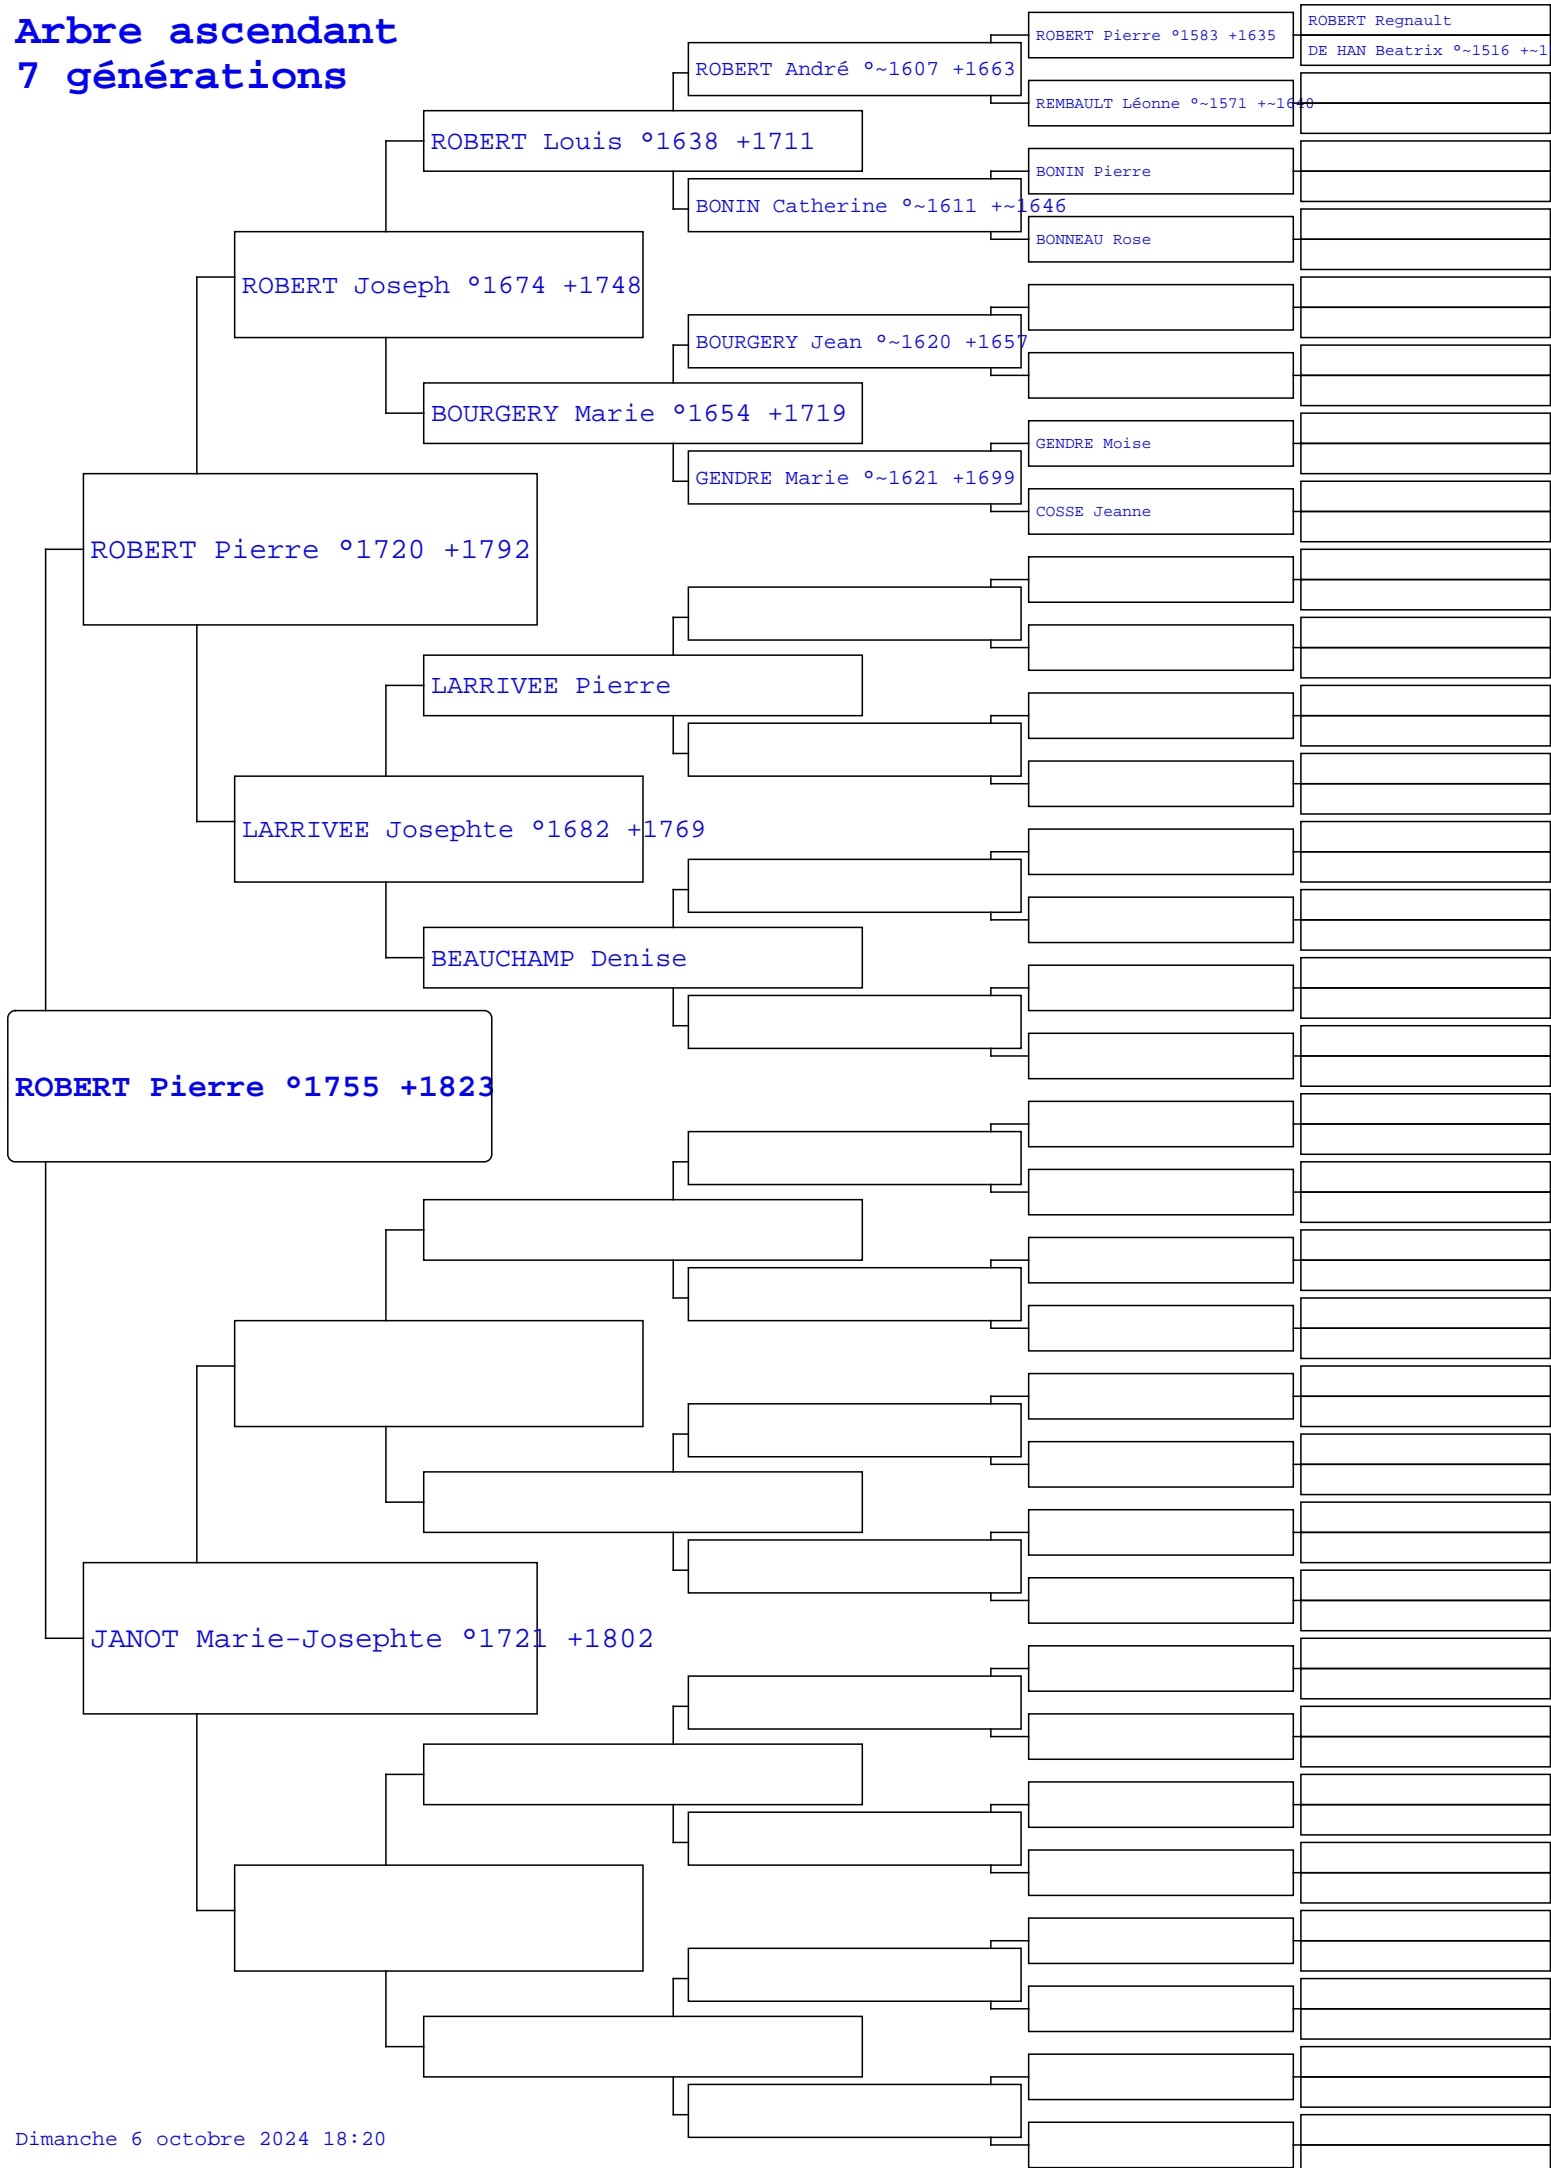 Arbre ascendant
7 générations
ROBERT Regnault
ROBERT Pierre °1583 +1635
DE HAN Beatrix °~1516 +~1
ROBERT André °~1607 +1663
REMBAULT Léonne °~1571 +~1640
ROBERT Louis °1638 +1711
BONIN Pierre
BONIN Catherine °~1611 +~1646
BONNEAU Rose
ROBERT Joseph °1674 +1748
BOURGERY Jean °~1620 +1657
BOURGERY Marie °1654 +1719
GENDRE Moise
GENDRE Marie °~1621 +1699
COSSE Jeanne
ROBERT Pierre °1720 +1792
LARRIVEE Pierre
LARRIVEE Josephte °1682 +1769
BEAUCHAMP Denise
ROBERT Pierre °1755 +1823
JANOT Marie-Josephte °1721 +1802
Dimanche 6 octobre 2024 18:20